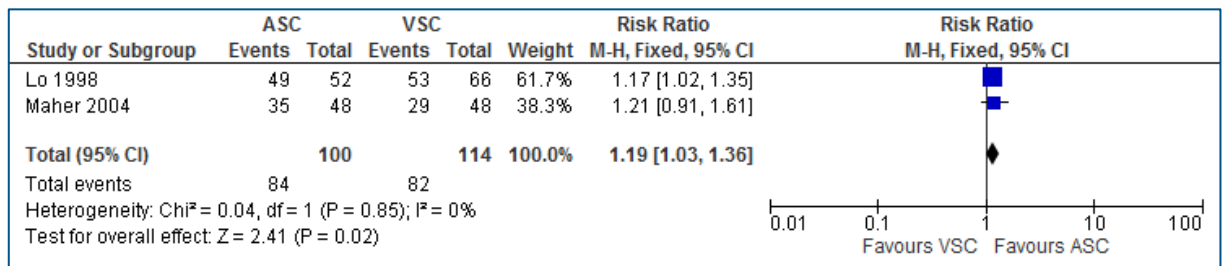 ASC VSC Risk Ratio Risk Ratio
Study or Subgroup Events Total Events Total Weight M-H, Fixed, 95% CI M-H, Fixed, 95% CI
Lo 1998 49 52 53 66 61.7% 1.17 [1.02, 1.35]
Maher 2004 35 48 29 48 38.3% 1.21 [0.91, 1.61]
Total (95% CI) 100 114 100.0% 1.19 [1.03, 1.36]
Total events 84 82
Heterogeneity: Chi² = 0.04, df = 1 (P = 0.85); I² = 0%
Test for overall effect: Z = 2.41 (P = 0.02)
0.01 0.1 1 10 100
Favours VSC Favours ASC